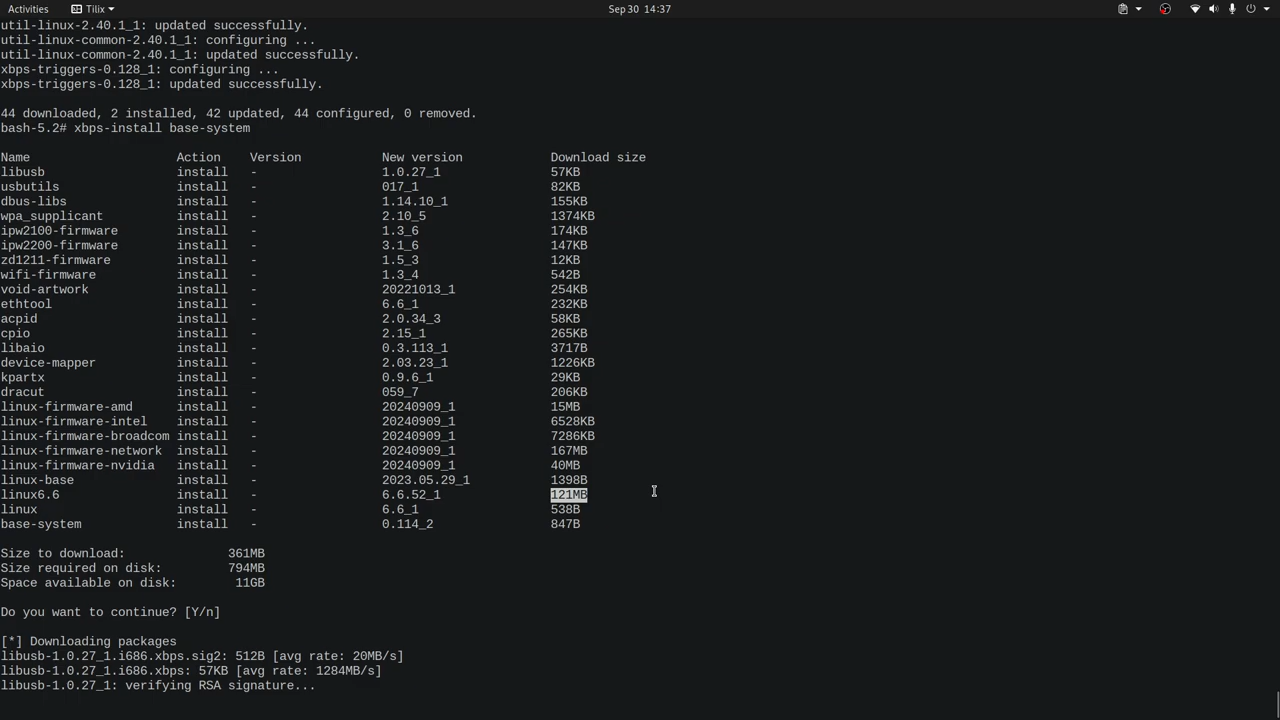 Activities Tilix Sep 30 14:37
util-linux-2.40.1_1: updated successfully.
util-linux-common-2.40.1_1: configuring ...
util-linux-common-2.40.1_1: updated successfully.
xbps-triggers-0.128_1: configuring ...
xbps-triggers-0.128_1: updated successfully.
44 downloaded, 2 installed, 42 updated, 44 configured, 0 removed.
bash-5.2# xbps-install base-system
Name Action Version New version Download size
libusb install - 1.0.27_1 57KB
usbutils install - 017_1 82KB
dbus-libs install - 1.14.10_1 155KB
wpa_supplicant install - 2.10_5 1374KB
ipw2100-firmware install - 1.3_6 174KB
ipw2200-firmware install - 3.1_6 147KB
zd1211-firmware install - 1.5_3 12KB
wifi-firmware install - 1.3_4 542B
void-artwork install - 20221013_1 254KB
ethtool install - 6.6_1 232KB
acpid install - 2.0.34_3 58KB
cpio install - 2.15_1 265KB
libaio install - 0.3.113_1 3717B
device-mapper install - 2.03.23_1 1226KB
kpartx install - 0.9.6_1 29KB
dracut install - 059_7 206KB
linux-firmware-amd install - 20240909_1 15MB
linux-firmware-intel install - 20240909_1 6528KB
linux-firmware-broadcom install - 20240909_1 7286KB
linux-firmware-network install - 20240909_1 167MB
linux-firmware-nvidia install - 20240909_1 40MB
linux-base install - 2023.05.29_1 1398B
linux6.6 install - 6.6.52_1 121MB
linux install - 6.6_1 538B
base-system install - 0.114_2 847B
Size to download: 361MB
Size required on disk: 794MB
Space available on disk: 11GB
Do you want to continue? [Y/n]
[*] Downloading packages
libusb-1.0.27_1.i686.xbps.sig2: 512B [avg rate: 20MB/s]
libusb-1.0.27_1.i686.xbps: 57KB [avg rate: 1284MB/s]
libusb-1.0.27_1: verifying RSA signature...